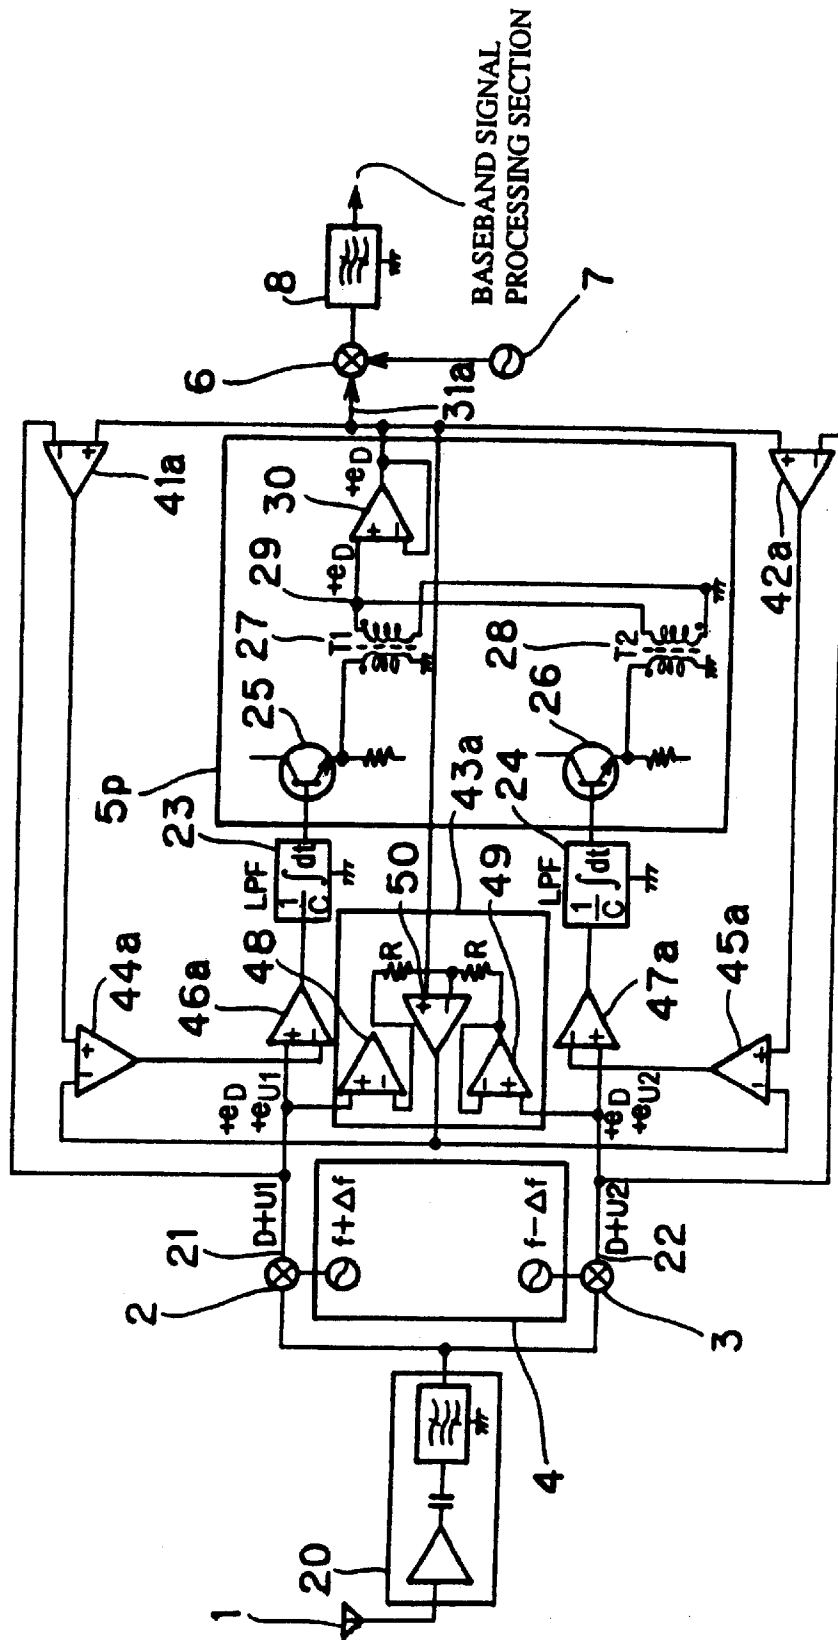 41a
44a
5p
2
21
D+U1
+eD
+eU1
46a
23
LPF
1/C ∫dt
25
27
T1
29
+eD
30
+eD
6
8
1
20
f+Δf
48
+
−
R
50
43a
31a
7
BASEBAND SIGNAL
PROCESSING SECTION
4
f−Δf
49
R
24
LPF
1/C ∫dt
26
28
T2
3
22
D+U2
+eD
+eU2
47a
45a
42a